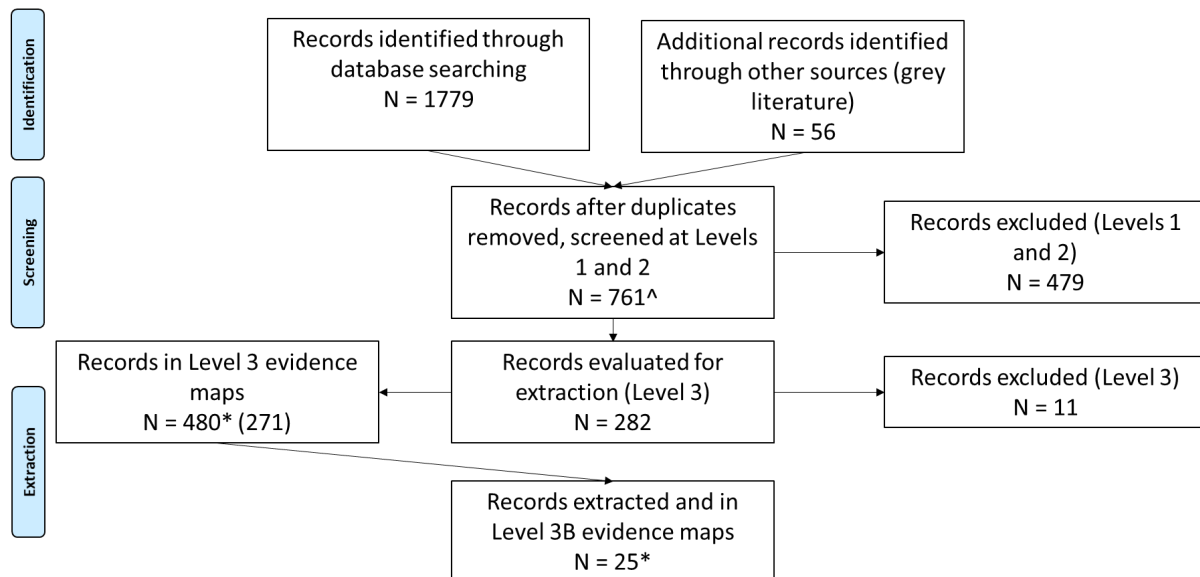 Identification
Records identified through
database searching
N = 1779
Additional records identified
through other sources (grey
literature)
N = 56
Screening
Records after duplicates
removed, screened at Levels
1 and 2
N = 761^
Records excluded (Levels 1
and 2)
N = 479
Extraction
Records in Level 3 evidence
maps
N = 480* (271)
Records evaluated for
extraction (Level 3)
N = 282
Records excluded (Level 3)
N = 11
Records extracted and in
Level 3B evidence maps
N = 25*